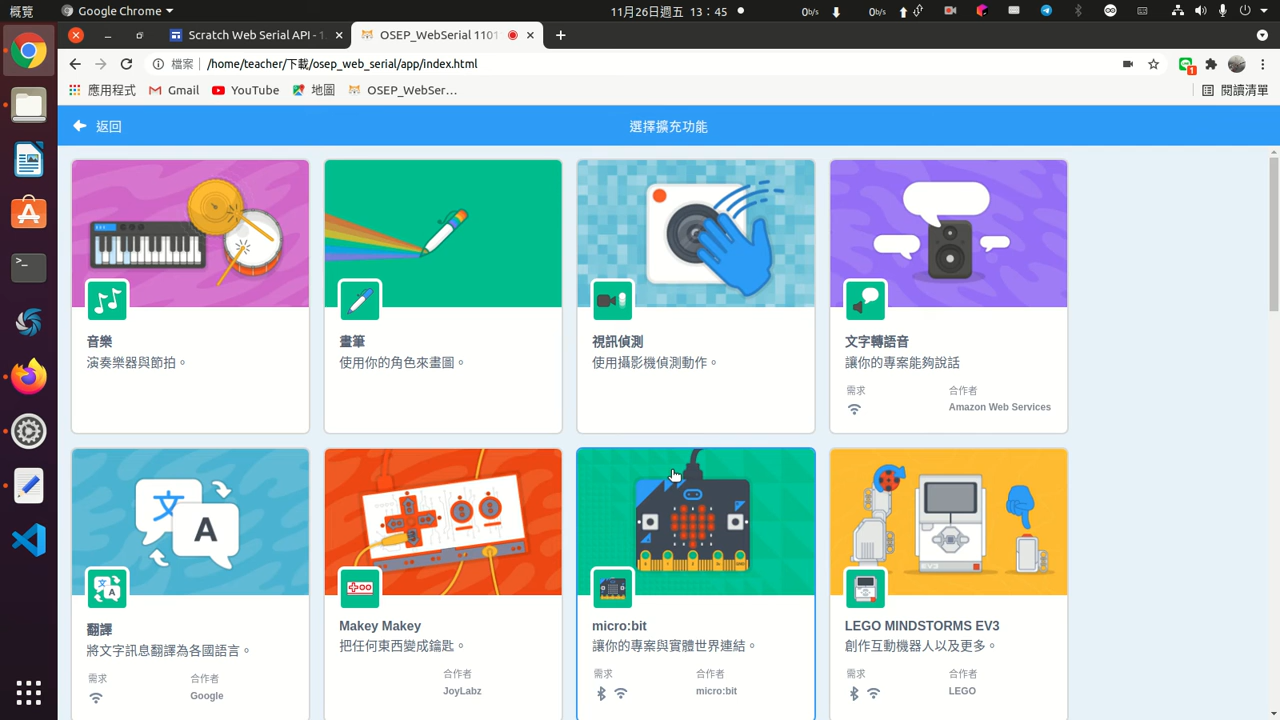 概覽
Google Chrome
11月26日週五 13：45
0b/s
0b/s
Scratch Web Serial API - 1
OSEP_WebSerial 1101
檔案
/home/teacher/下載/osep_web_serial/app/index.html
1
應用程式
Gmail
YouTube
地圖
OSEP_WebSer…
閱讀清單
返回
選擇擴充功能
音樂
演奏樂器與節拍。
畫筆
使用你的角色來畫圖。
視訊偵測
使用攝影機偵測動作。
文字轉語音
讓你的專案能夠說話
需求
合作者
Amazon Web Services
文
A
翻譯
將文字訊息翻譯為各國語言。
需求
合作者
Google
Makey Makey
把任何東西變成鑰匙。
合作者
JoyLabz
micro:bit
讓你的專案與實體世界連結。
需求
合作者
micro:bit
EV3
LEGO MINDSTORMS EV3
創作互動機器人以及更多。
需求
合作者
LEGO